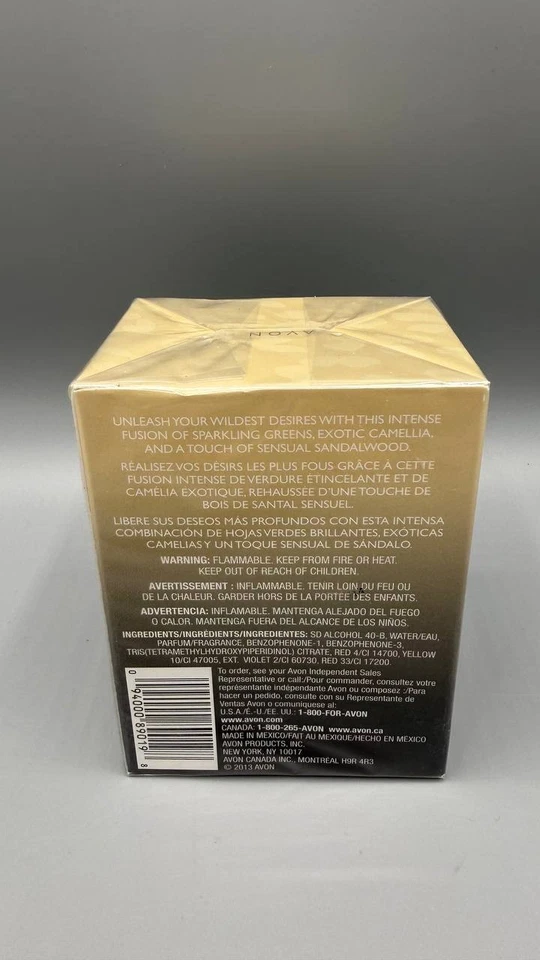 AVON
UNLEASH YOUR WILDEST DESIRES WITH THIS INTENSE
FUSION OF SPARKLING GREENS, EXOTIC CAMELLIA,
AND A TOUCH OF SENSUAL SANDALWOOD.
RÉALISEZ VOS DÉSIRS LES PLUS FOUS GRÂCE À CETTE
FUSION INTENSE DE VERDURE ÉTINCELANTE ET DE
CAMÉLIA EXOTIQUE, REHAUSSÉE D'UNE TOUCHE DE
BOIS DE SANTAL SENSUEL.
LIBERE SUS DESEOS MÁS PROFUNDOS CON ESTA INTENSA
COMBINACIÓN DE HOJAS VERDES BRILLANTES, EXÓTICAS
CAMELIAS Y UN TOQUE SENSUAL DE SÁNDALO.
WARNING: FLAMMABLE. KEEP FROM FIRE OR HEAT.
KEEP OUT OF REACH OF CHILDREN.
AVERTISSEMENT : INFLAMMABLE. TENIR LOIN DU FEU OU
DE LA CHALEUR. GARDER HORS DE LA PORTÉE DES ENFANTS.
ADVERTENCIA: INFLAMABLE. MANTENGA ALEJADO DEL FUEGO
O CALOR. MANTENGA FUERA DEL ALCANCE DE LOS NIÑOS.
INGREDIENTS/INGRÉDIENTS/INGREDIENTES: SD ALCOHOL 40-B, WATER/EAU,
PARFUM/FRAGRANCE, BENZOPHENONE-1, BENZOPHENONE-3,
TRIS(TETRAMETHYLHYDROXYPIPERIDINOL) CITRATE, RED 4/CI 14700, YELLOW
10/CI 47005, EXT. VIOLET 2/CI 60730, RED 33/CI 17200.
To order, see your Avon Independent Sales
Representative or call:/Pour commander, consultez votre
représentante indépendante Avon ou composez :/Para
hacer un pedido, consulte con su Representante de
Ventas Avon o comuníquese al:
U.S.A./É.-U./EE. UU.: 1-800-FOR-AVON
www.avon.com
CANADA: 1-800-265-AVON www.avon.ca
MADE IN MEXICO/FAIT AU MEXIQUE/HECHO EN MÉXICO
AVON PRODUCTS, INC.
NEW YORK, NY 10017
AVON CANADA INC., MONTRÉAL H9R 4R3
© 2013 AVON
0 94000 89019 8